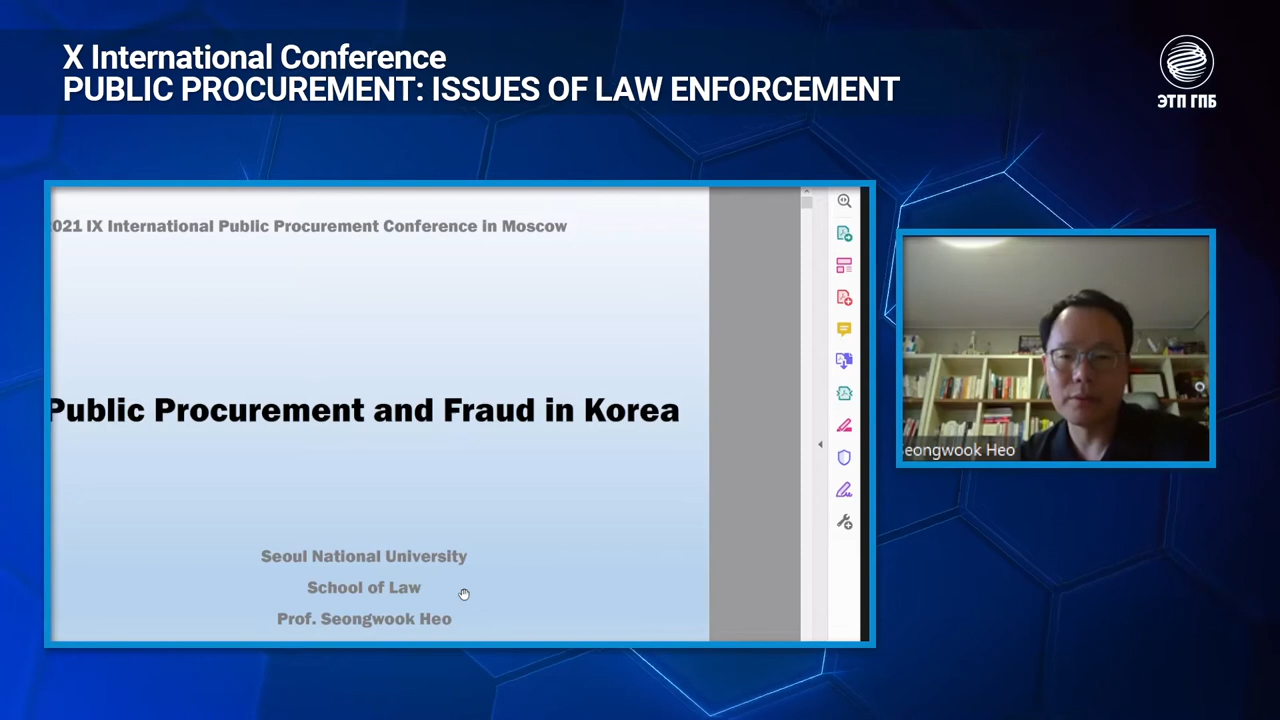 X International Conference
PUBLIC PROCUREMENT: ISSUES OF LAW ENFORCEMENT
ЭТП ГПБ
021 IX International Public Procurement Conference in Moscow
Public Procurement and Fraud in Korea
Seoul National University
School of Law
Prof. Seongwook Heo
eongwook Heo